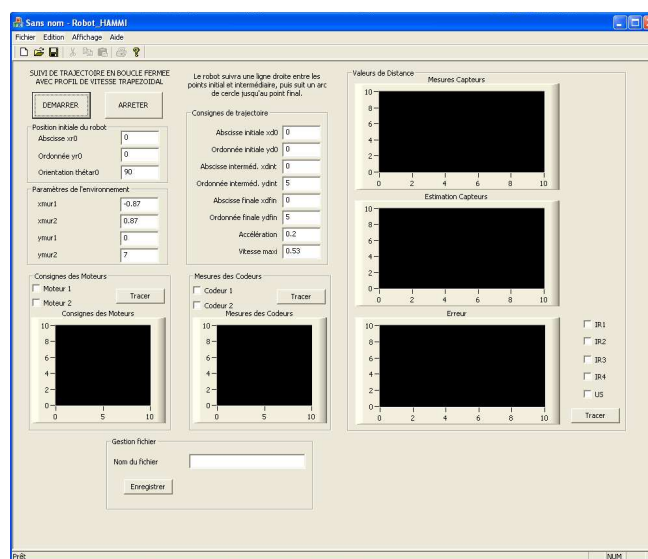 Sans nom - Robot_HAMMI
Fichier Edition Affichage Aide
SUIVI DE TRAJECTOIRE EN BOUCLE FERMEE
AVEC PROFIL DE VITESSE TRAPEZOIDAL
DEMARRER
ARRETER
Position initiale du robot
Abscisse xr0 0
Ordonnée yr0 0
Orientation thétar0 90
Paramètres de l'environnement
xmur1 -0.87
xmur2 0.87
ymur1 0
ymur2 7
Le robot suivra une ligne droite entre les
points initial et intermédiaire, puis suit un arc
de cercle jusqu'au point final.
Consignes de trajectoire
Abscisse initiale xd0 0
Ordonnée initiale yd0 0
Abscisse interméd. xdint 0
Ordonnée interméd. ydint 5
Abscisse finale xdfin 0
Ordonnée finale ydfin 5
Accélération 0.2
Vitesse maxi 0.53
Consignes des Moteurs
Moteur 1
Moteur 2
Tracer
Consignes des Moteurs
10
8
6
4
2
0
0 5 10
Mesures des Codeurs
Codeur 1
Codeur 2
Tracer
Mesures des Codeurs
10
8
6
4
2
0
0 5 10
Valeurs de Distance
Mesures Capteurs
10
8
6
4
2
0
0 2 4 6 8 10
Estimation Capteurs
10
8
6
4
2
0
0 2 4 6 8 10
Erreur
10
8
6
4
2
0
0 2 4 6 8 10
IR1
IR2
IR3
IR4
US
Tracer
Gestion fichier
Nom du fichier
Enregistrer
Prêt
NUM